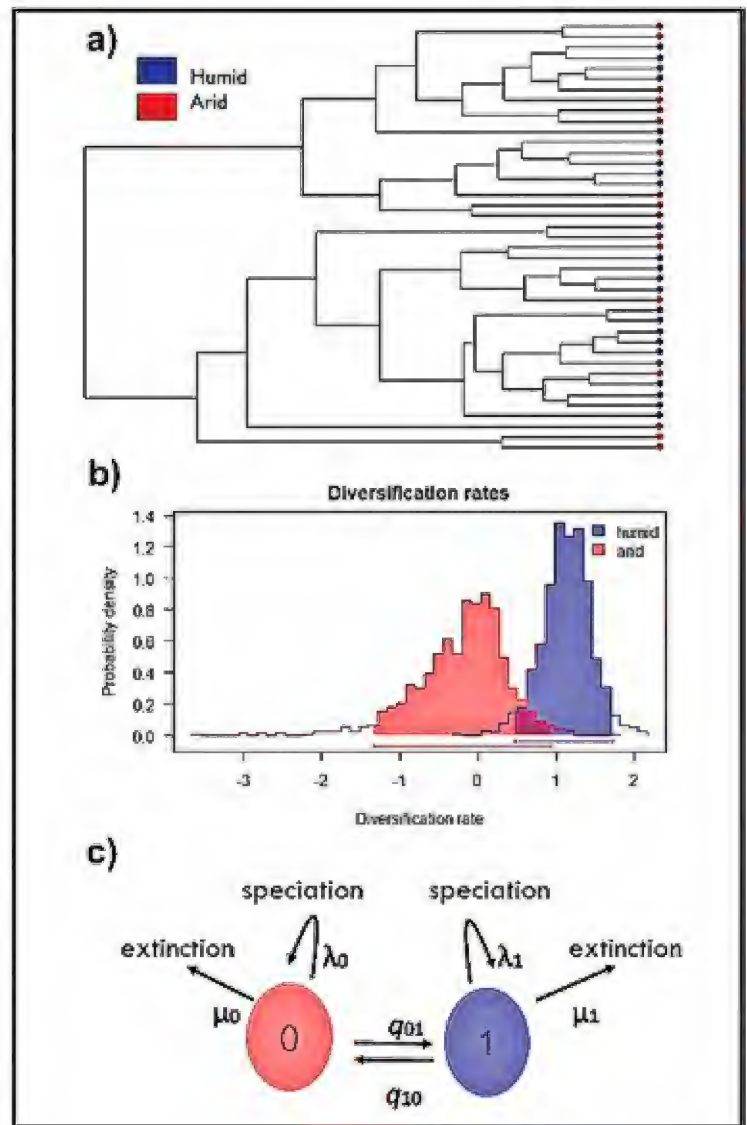 a)
Humid
Arid
b)
Diversification rates
1.4
1.2
1.0
0.8
0.6
0.4
0.2
0.0
Probability density
humid
arid
-3 -2 -1 0 1 2
Diversification rate
c)
speciation speciation
extinction λ0 λ1 extinction
μ0 0 q01 1 μ1
q10